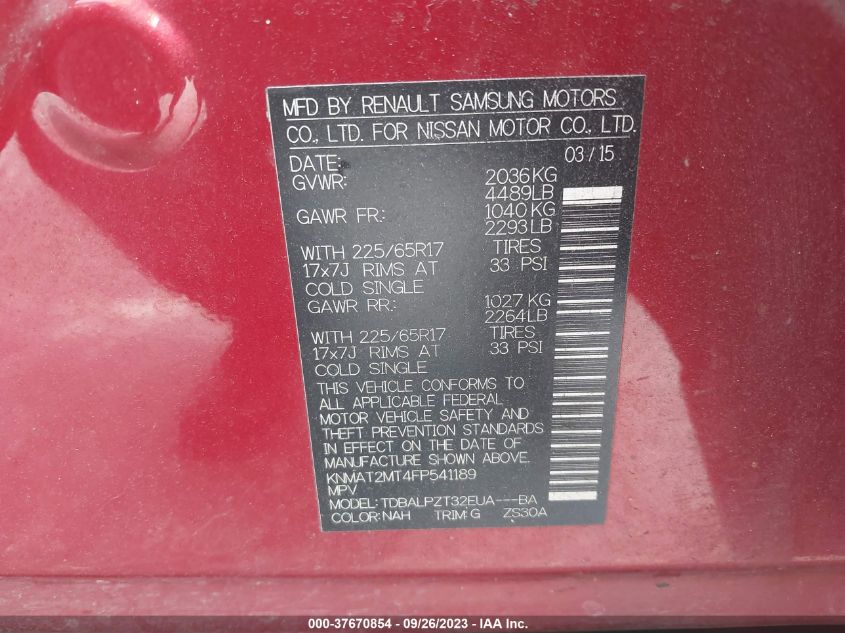 MFD BY RENAULT SAMSUNG MOTORS
CO., LTD. FOR NISSAN MOTOR CO., LTD.
DATE: 03/15
GVWR: 2036KG
4489LB
GAWR FR.: 1040KG
2293LB
WITH 225/65R17 TIRES
17x7J RIMS AT 33 PSI
COLD SINGLE
GAWR RR.: 1027KG
2264LB
WITH 225/65R17 TIRES
17x7J RIMS AT 33 PSI
COLD SINGLE
THIS VEHICLE CONFORMS TO
ALL APPLICABLE FEDERAL
MOTOR VEHICLE SAFETY AND
THEFT PREVENTION STANDARDS
IN EFFECT ON THE DATE OF
MANUFACTURE SHOWN ABOVE.
KNMAT2MT4FP541189
MPV
MODEL: TDBALPZT32EUA---BA
COLOR: NAH TRIM: G ZS30A
000-37670854 - 09/26/2023 - IAA Inc.